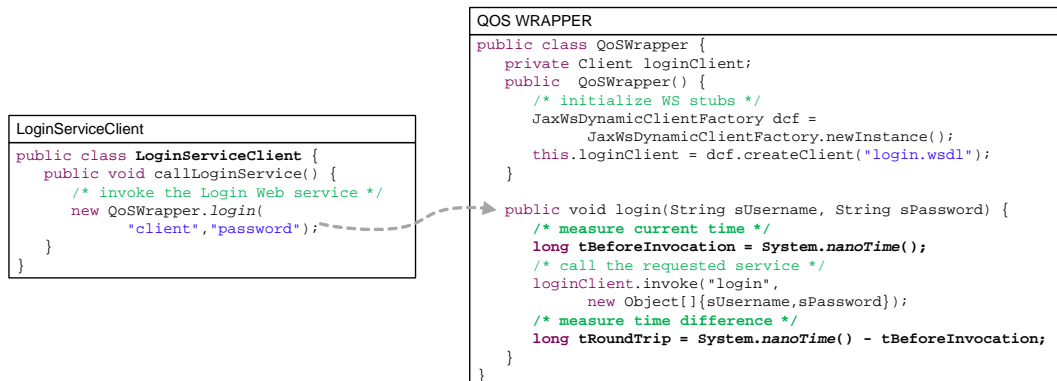 LoginServiceClient
public class LoginServiceClient {
public void callLoginService() {
/* invoke the Login Web service */
new QoSWrapper.login(
"client","password");
}
}
QOS WRAPPER
public class QoSWrapper {
private Client loginClient;
public  QoSWrapper() {
/* initialize WS stubs */
JaxWsDynamicClientFactory dcf =
JaxWsDynamicClientFactory.newInstance();
this.loginClient = dcf.createClient("login.wsdl");
}
public void login(String sUsername, String sPassword) {
/* measure current time */
long tBeforeInvocation = System.nanoTime();
/* call the requested service */
loginClient.invoke("login",
new Object[]{sUsername,sPassword});
/* measure time difference */
long tRoundTrip = System.nanoTime() - tBeforeInvocation;
}
}